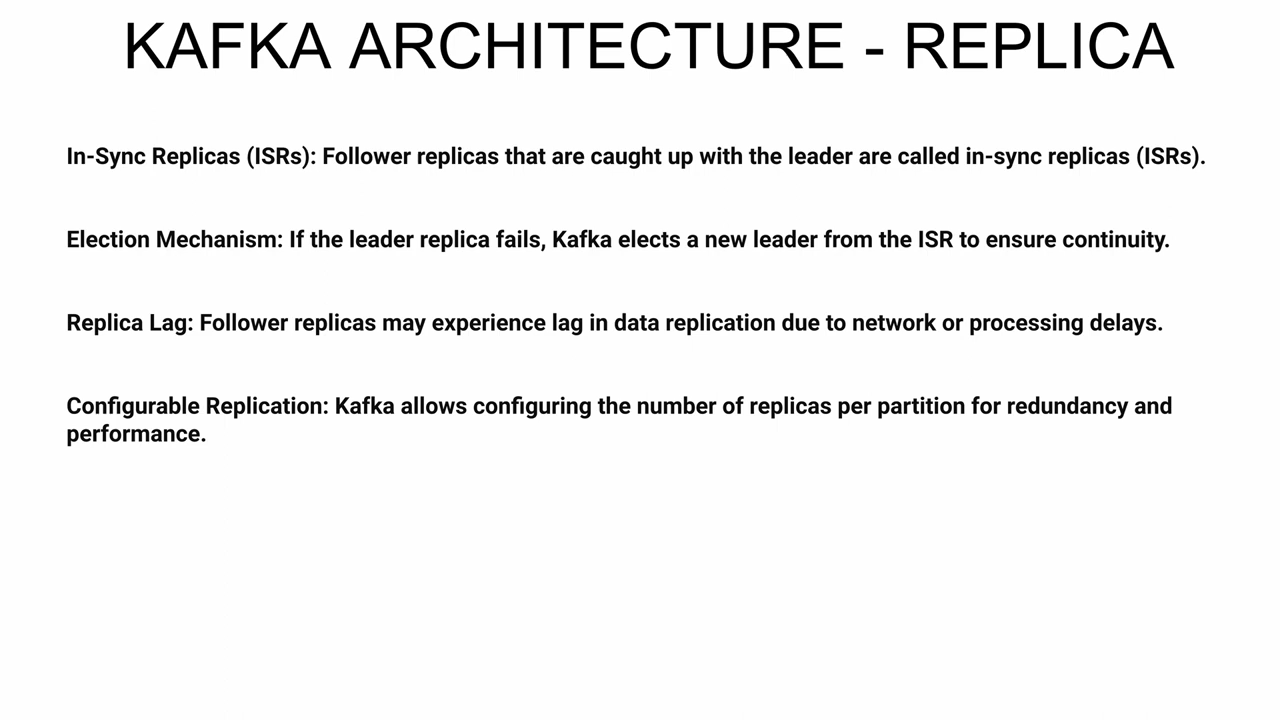 KAFKA ARCHITECTURE - REPLICA
In-Sync Replicas (ISRs): Follower replicas that are caught up with the leader are called in-sync replicas (ISRs).
Election Mechanism: If the leader replica fails, Kafka elects a new leader from the ISR to ensure continuity.
Replica Lag: Follower replicas may experience lag in data replication due to network or processing delays.
Configurable Replication: Kafka allows configuring the number of replicas per partition for redundancy and
performance.